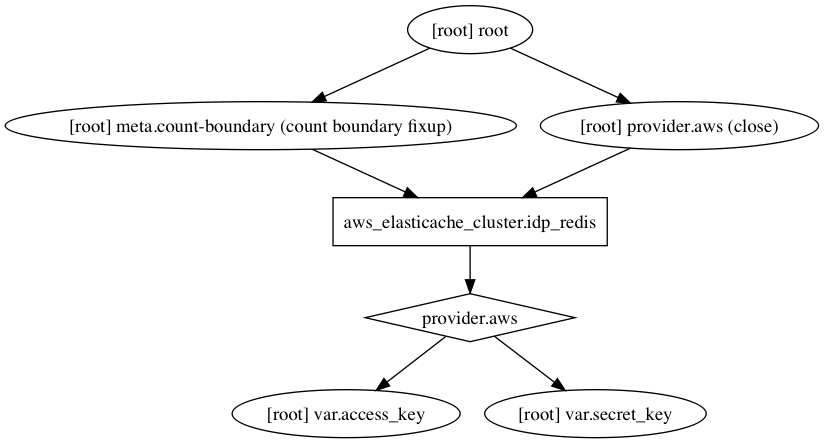 [root] root
[root] meta.count-boundary (count boundary fixup)
[root] provider.aws (close)
aws_elasticache_cluster.idp_redis
provider.aws
[root] var.access_key
[root] var.secret_key